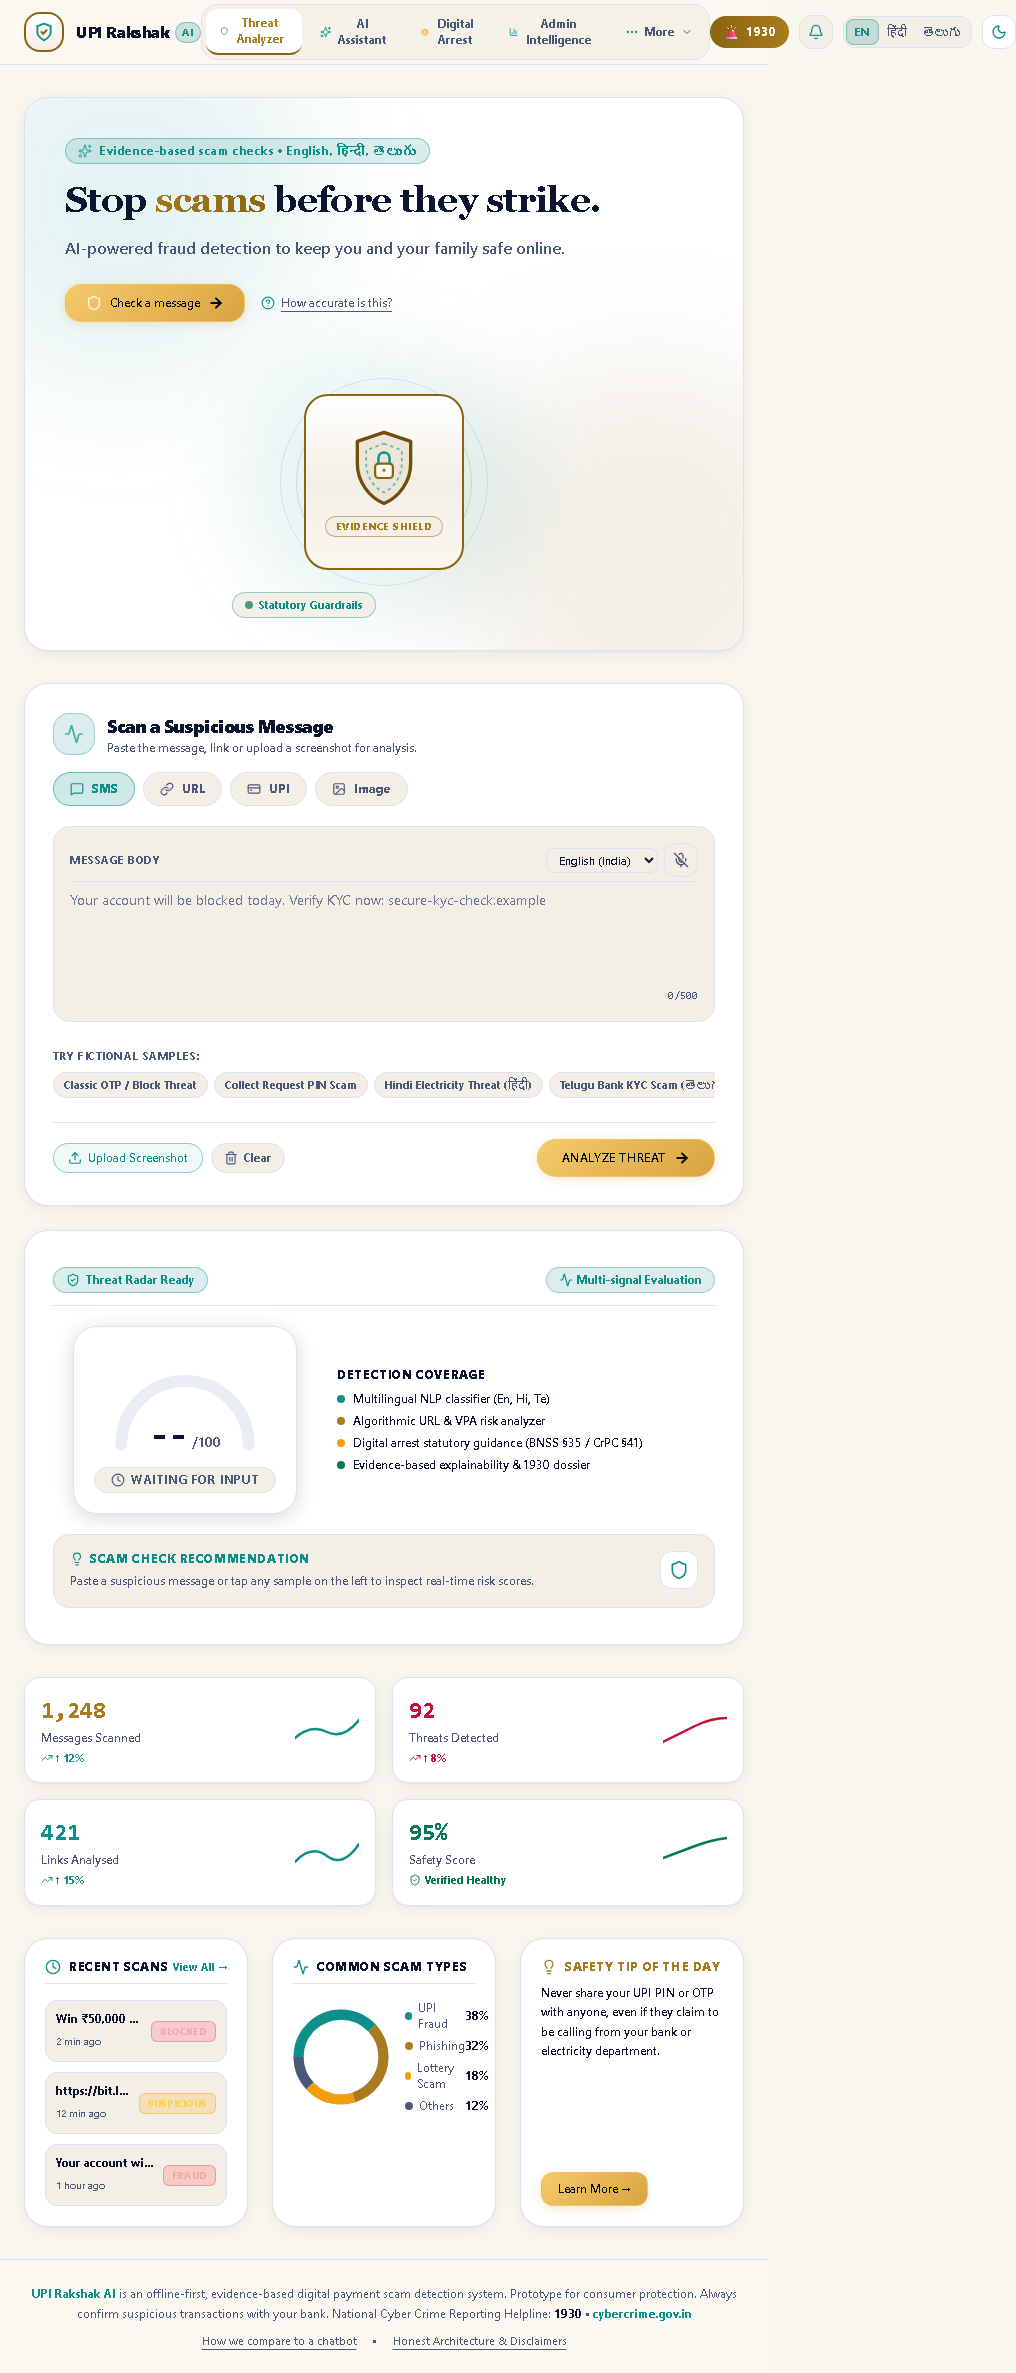 UPI Rakshak AI
Threat Analyzer
AI Assistant
Digital Arrest
Admin Intelligence
More
1930
EN हिंदी తెలుగు
Evidence-based scam checks • English, हिन्दी, తెలుగు
Stop scams before they strike.
AI-powered fraud detection to keep you and your family safe online.
Check a message →
How accurate is this?
EVIDENCE SHIELD
Statutory Guardrails
Scan a Suspicious Message
Paste the message, link or upload a screenshot for analysis.
SMS URL UPI Image
MESSAGE BODY English (India)
Your account will be blocked today. Verify KYC now: secure-kyc-check.example
0/500
TRY FICTIONAL SAMPLES:
Classic OTP / Block Threat Collect Request PIN Scam Hindi Electricity Threat (हिंदी) Telugu Bank KYC Scam (తెలుగ
Upload Screenshot Clear ANALYZE THREAT →
Threat Radar Ready Multi-signal Evaluation
-- /100
WAITING FOR INPUT
DETECTION COVERAGE
Multilingual NLP classifier (En, Hi, Te)
Algorithmic URL & VPA risk analyzer
Digital arrest statutory guidance (BNSS §35 / CrPC §41)
Evidence-based explainability & 1930 dossier
SCAM CHECK RECOMMENDATION
Paste a suspicious message or tap any sample on the left to inspect real-time risk scores.
1,248
Messages Scanned
↑ 12%
92
Threats Detected
↑ 8%
421
Links Analysed
↑ 15%
95%
Safety Score
Verified Healthy
RECENT SCANS View All →
Win ₹50,000 ...
2 min ago
BLOCKED
https://bit.l...
12 min ago
SUSPICIOUS
Your account wi...
1 hour ago
FRAUD
COMMON SCAM TYPES
UPI Fraud 38%
Phishing 32%
Lottery Scam 18%
Others 12%
SAFETY TIP OF THE DAY
Never share your UPI PIN or OTP
with anyone, even if they claim to
be calling from your bank or
electricity department.
Learn More →
UPI Rakshak AI is an offline-first, evidence-based digital payment scam detection system. Prototype for consumer protection. Always
confirm suspicious transactions with your bank. National Cyber Crime Reporting Helpline: 1930 • cybercrime.gov.in
How we compare to a chatbot • Honest Architecture & Disclaimers